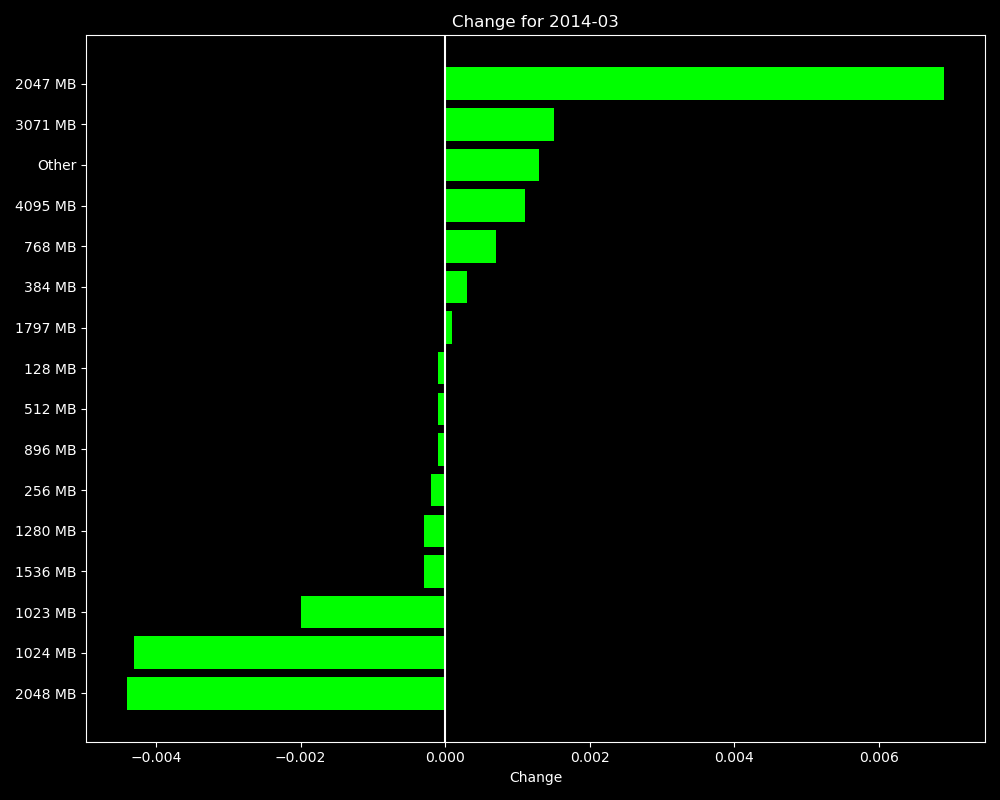 Change for 2014-03
2047 MB
3071 MB
Other
4095 MB
768 MB
384 MB
1797 MB
128 MB
512 MB
896 MB
256 MB
1280 MB
1536 MB
1023 MB
1024 MB
2048 MB
−0.004 −0.002 0.000 0.002 0.004 0.006
Change